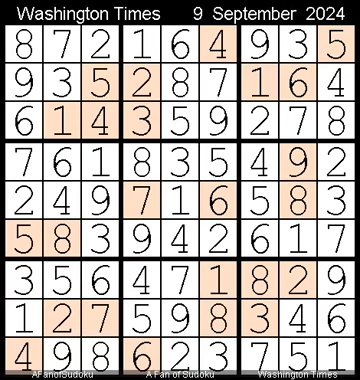 Washington Times 9 September 2024
8 7 2 1 6 4 9 3 5
9 3 5 2 8 7 1 6 4
6 1 4 3 5 9 2 7 8
7 6 1 8 3 5 4 9 2
2 4 9 7 1 6 5 8 3
5 8 3 9 4 2 6 1 7
3 5 6 4 7 1 8 2 9
1 2 7 5 9 8 3 4 6
4 9 8 6 2 3 7 5 1
AFanofSudoku A Fan of Sudoku Washington Times